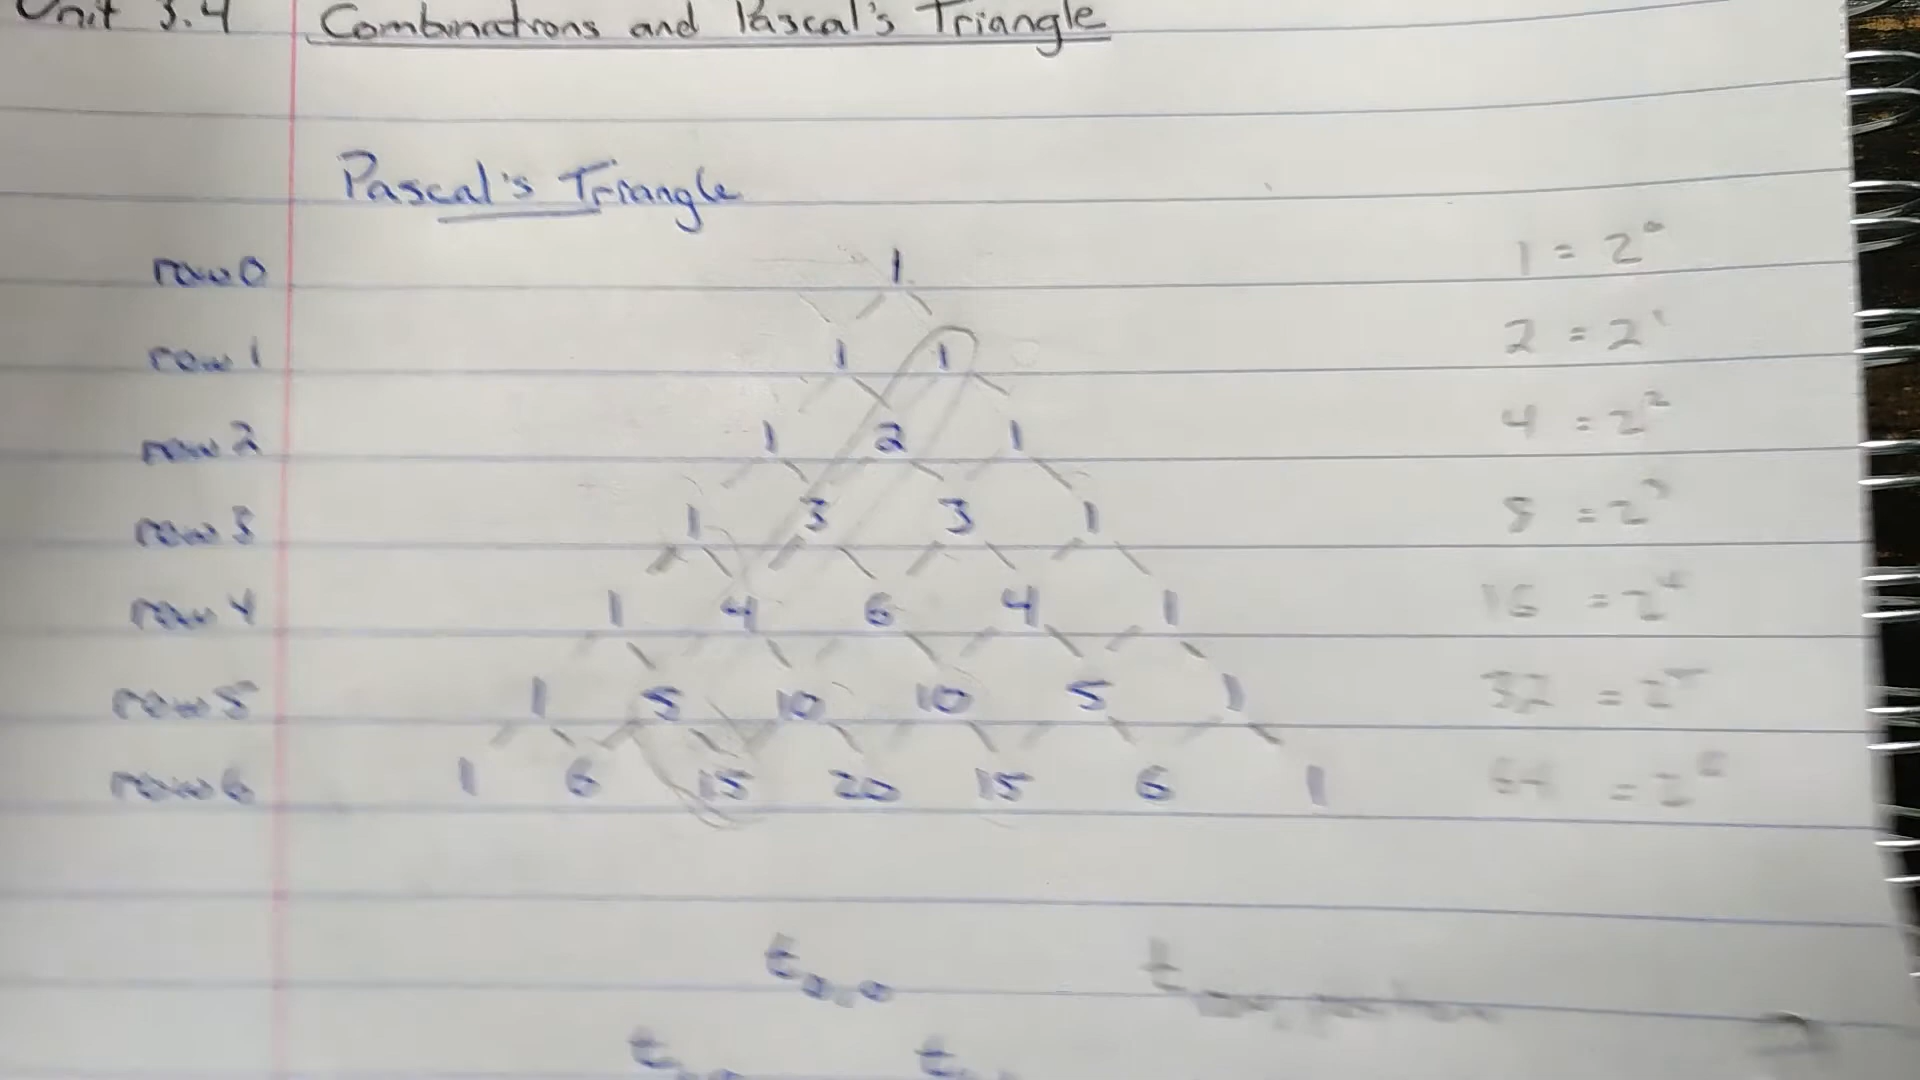 Unit 3.4 Combinations and Pascal's Triangle
Pascal's Triangle
row 0 1 1 = 2⁰
row 1 1 1 2 = 2¹
row 2 1 2 1 4 = 2²
row 3 1 3 3 1 8 = 2³
row 4 1 4 6 4 1 16 = 2⁴
row 5 1 5 10 10 5 1 32 = 2⁵
row 6 1 6 15 20 15 6 1 64 = 2⁶
t₀,₀ t
t t